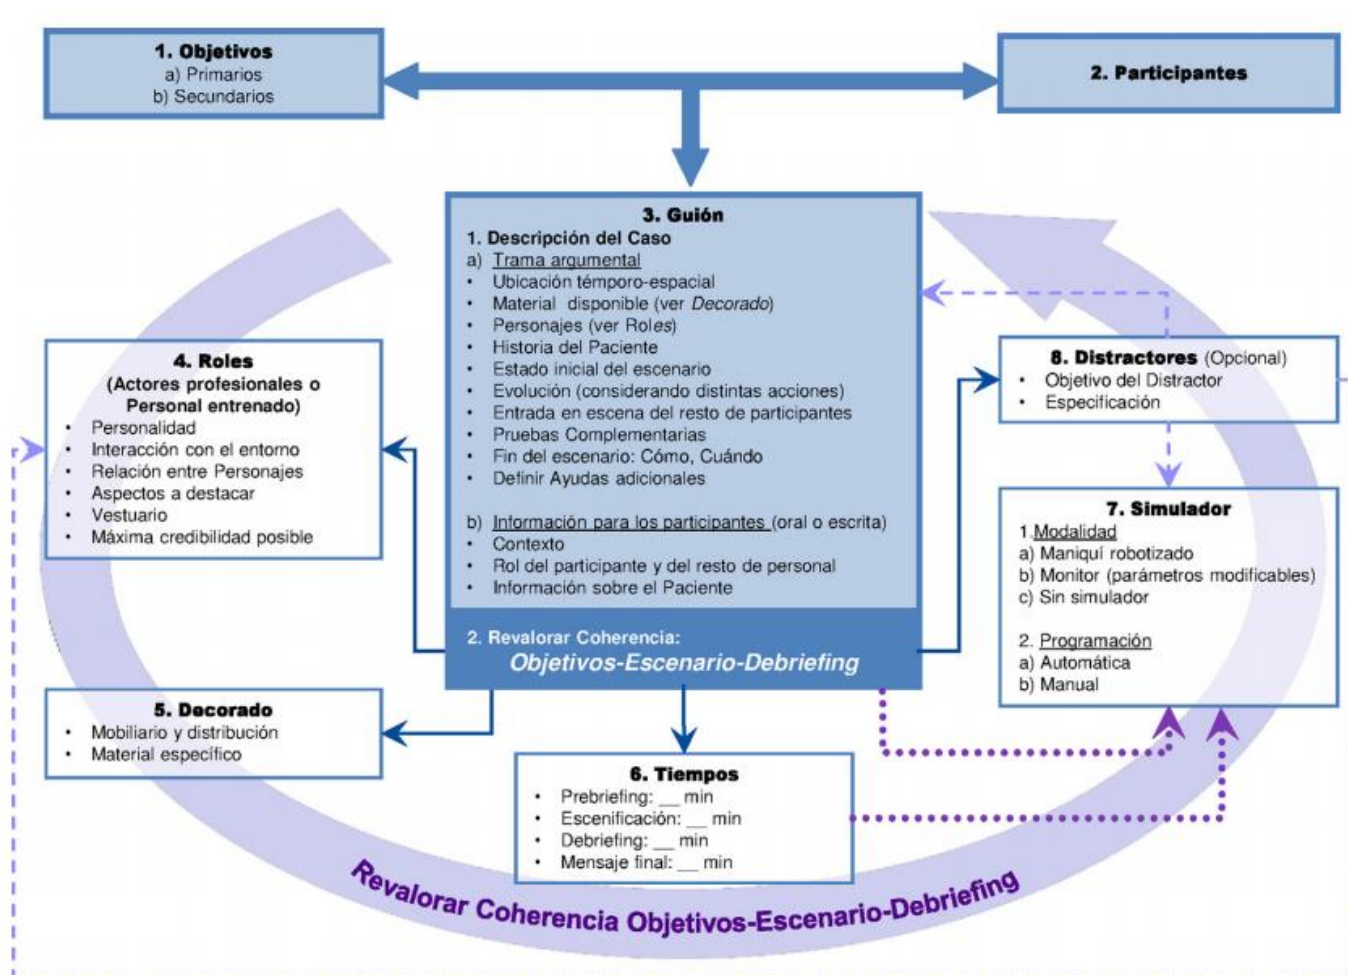 1. Objetivos
a) Primarios
b) Secundarios
2. Participantes
3. Guión
1. Descripción del Caso
a) Trama argumental
• Ubicación témporo-espacial
• Material disponible (ver Decorado)
• Personajes (ver Roles)
• Historia del Paciente
• Estado inicial del escenario
• Evolución (considerando distintas acciones)
• Entrada en escena del resto de participantes
• Pruebas Complementarias
• Fin del escenario: Cómo, Cuándo
• Definir Ayudas adicionales
b) Información para los participantes (oral o escrita)
• Contexto
• Rol del participante y del resto de personal
• Información sobre el Paciente
2. Revalorar Coherencia:
Objetivos-Escenario-Debriefing
4. Roles
(Actores profesionales o
Personal entrenado)
• Personalidad
• Interacción con el entorno
• Relación entre Personajes
• Aspectos a destacar
• Vestuario
• Máxima credibilidad posible
5. Decorado
• Mobiliario y distribución
• Material específico
6. Tiempos
• Prebriefing: __ min
• Escenificación: __ min
• Debriefing: __ min
• Mensaje final: __ min
8. Distractores (Opcional)
• Objetivo del Distractor
• Especificación
7. Simulador
1.Modalidad
a) Maniquí robotizado
b) Monitor (parámetros modificables)
c) Sin simulador
2. Programación
a) Automática
b) Manual
Revalorar Coherencia Objetivos-Escenario-Debriefing